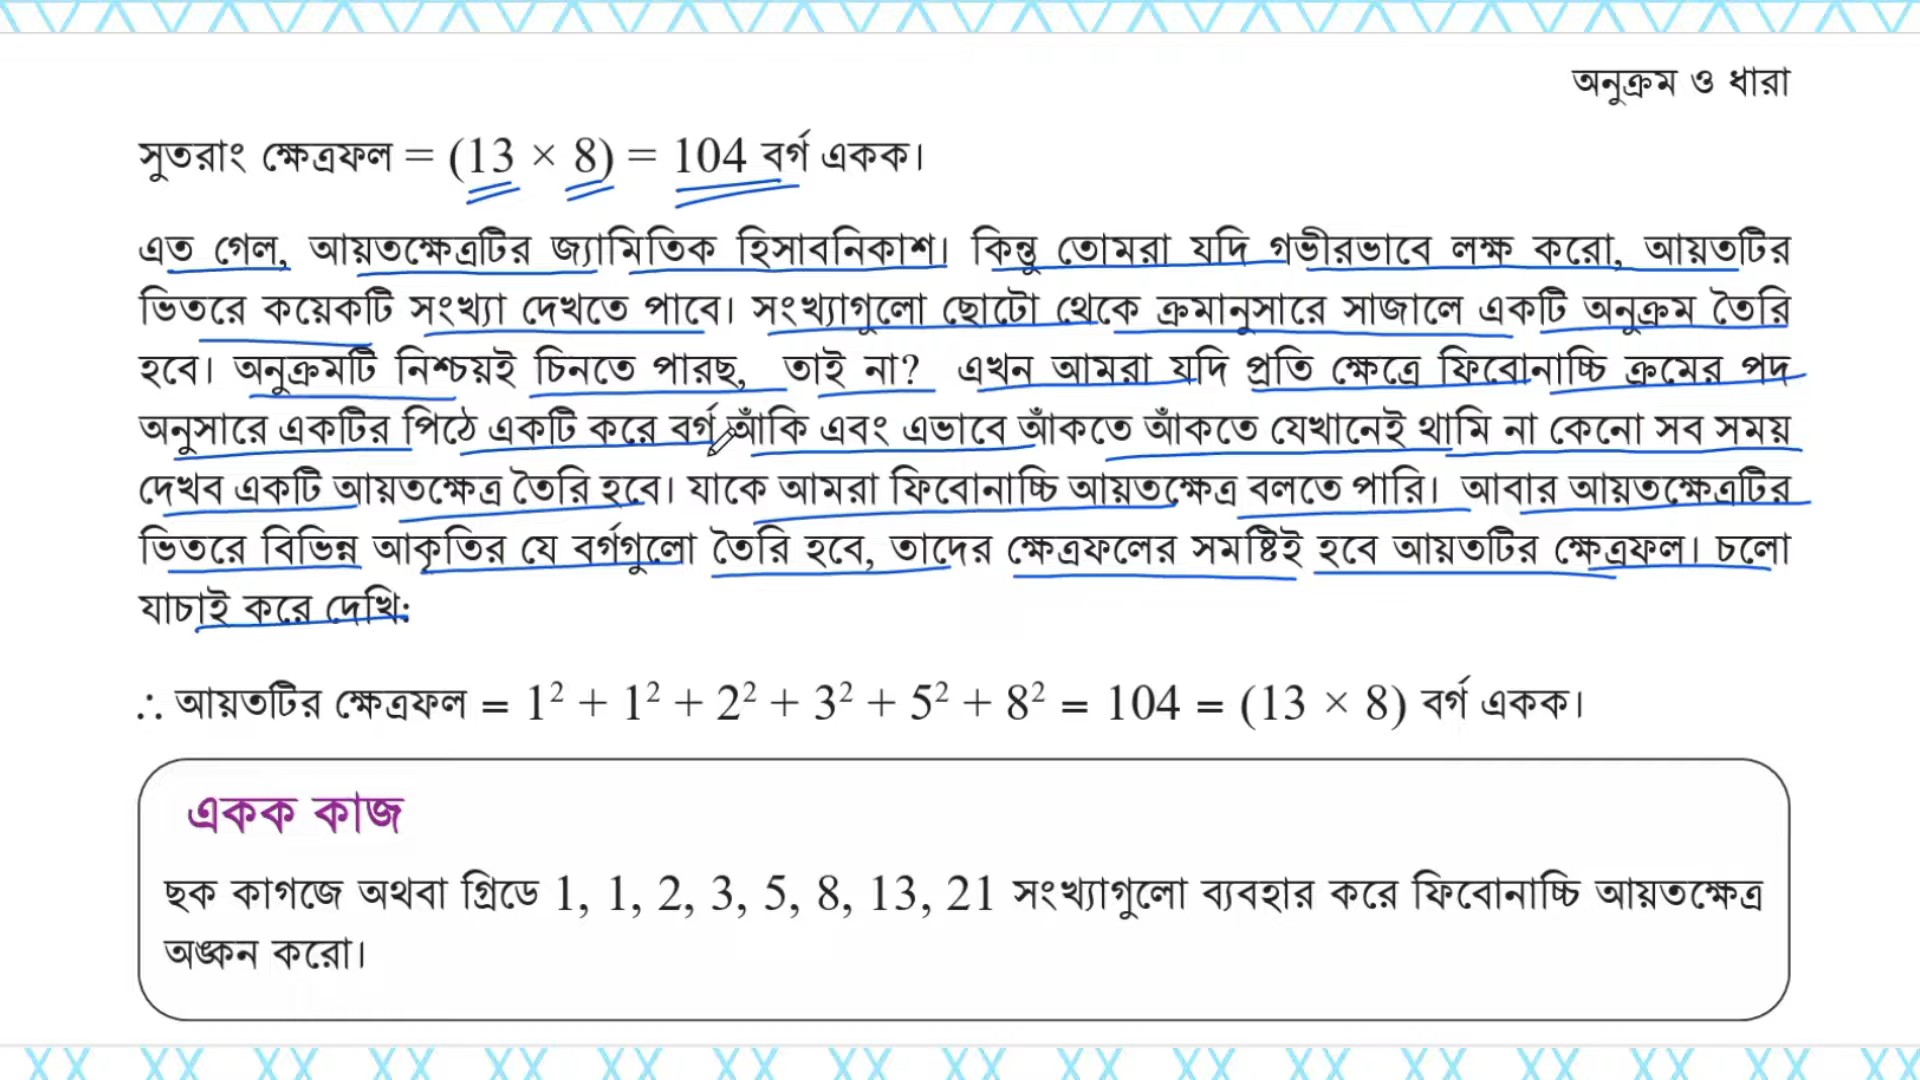 অনুক্রম ও ধারা
সুতরাং ক্ষেত্রফল = (13 × 8) = 104 বর্গ একক।
এত গেল, আয়তক্ষেত্রটির জ্যামিতিক হিসাবনিকাশ। কিন্তু তোমরা যদি গভীরভাবে লক্ষ করো, আয়তটির
ভিতরে কয়েকটি সংখ্যা দেখতে পাবে। সংখ্যাগুলো ছোটো থেকে ক্রমানুসারে সাজালে একটি অনুক্রম তৈরি
হবে। অনুক্রমটি নিশ্চয়ই চিনতে পারছ, তাই না? এখন আমরা যদি প্রতি ক্ষেত্রে ফিবোনাচ্চি ক্রমের পদ
অনুসারে একটির পিঠে একটি করে বর্গ আঁকি এবং এভাবে আঁকতে আঁকতে যেখানেই থামি না কেনো সব সময়
দেখব একটি আয়তক্ষেত্র তৈরি হবে। যাকে আমরা ফিবোনাচ্চি আয়তক্ষেত্র বলতে পারি। আবার আয়তক্ষেত্রটির
ভিতরে বিভিন্ন আকৃতির যে বর্গগুলো তৈরি হবে, তাদের ক্ষেত্রফলের সমষ্টিই হবে আয়তটির ক্ষেত্রফল। চলো
যাচাই করে দেখি:
∴ আয়তটির ক্ষেত্রফল = 1² + 1² + 2² + 3² + 5² + 8² = 104 = (13 × 8) বর্গ একক।
একক কাজ
ছক কাগজে অথবা গ্রিডে 1, 1, 2, 3, 5, 8, 13, 21 সংখ্যাগুলো ব্যবহার করে ফিবোনাচ্চি আয়তক্ষেত্র
অঙ্কন করো।